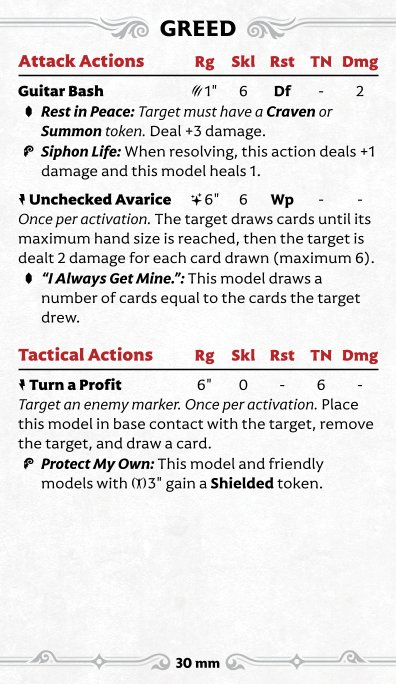 GREED
Attack Actions Rg Skl Rst TN Dmg
Guitar Bash 1" 6 Df - 2
Rest in Peace: Target must have a Craven or
Summon token. Deal +3 damage.
Siphon Life: When resolving, this action deals +1
damage and this model heals 1.
Unchecked Avarice 6" 6 Wp - -
Once per activation. The target draws cards until its
maximum hand size is reached, then the target is
dealt 2 damage for each card drawn (maximum 6).
“I Always Get Mine.”: This model draws a
number of cards equal to the cards the target
drew.
Tactical Actions Rg Skl Rst TN Dmg
Turn a Profit 6" 0 - 6 -
Target an enemy marker. Once per activation. Place
this model in base contact with the target, remove
the target, and draw a card.
Protect My Own: This model and friendly
models with 3" gain a Shielded token.
30 mm